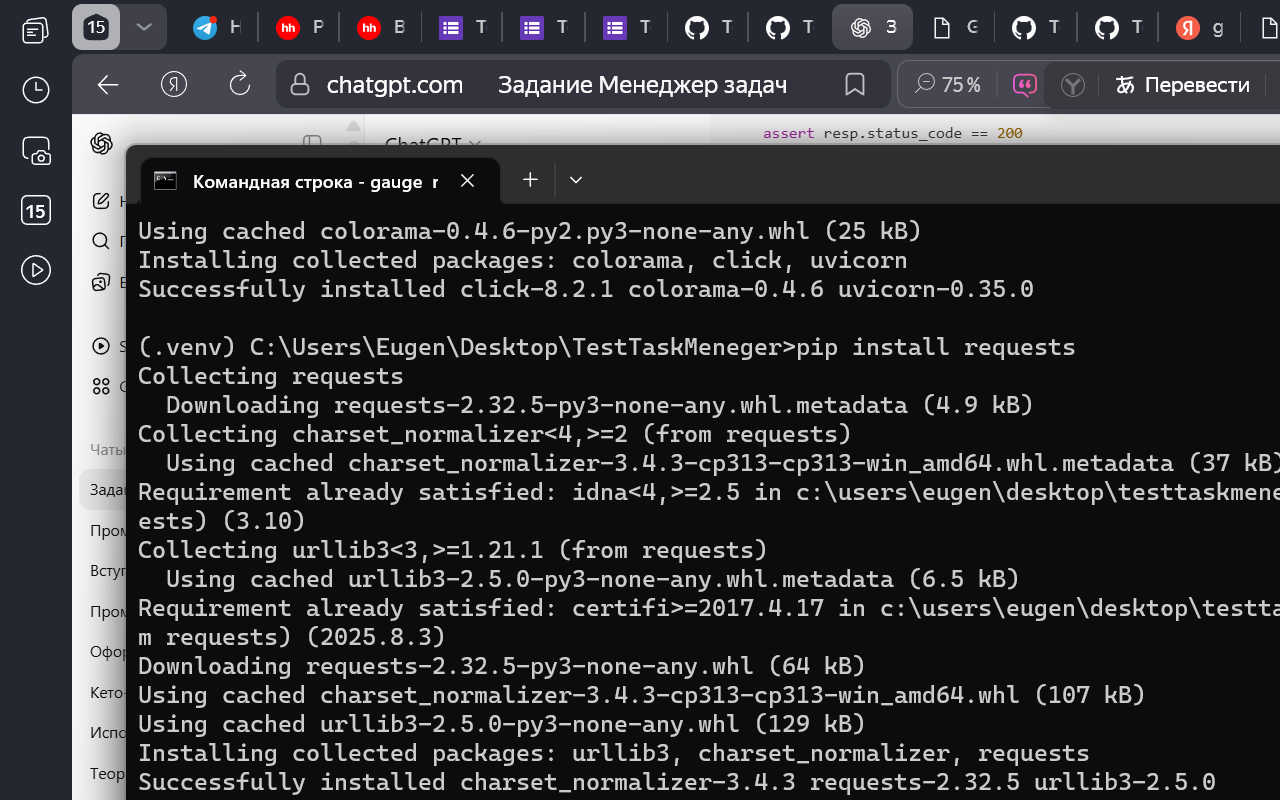 15 Н Р В Т Т Т Т Т З G Т Т g
chatgpt.com Задание Менеджер задач 75 % あ Перевести
assert resp.status_code == 200
ChatGPT
15
Командная строка - gauge r
Using cached colorama-0.4.6-py2.py3-none-any.whl (25 kB)
Installing collected packages: colorama, click, uvicorn
Successfully installed click-8.2.1 colorama-0.4.6 uvicorn-0.35.0
(.venv) C:\Users\Eugen\Desktop\TestTaskMeneger>pip install requests
Collecting requests
Downloading requests-2.32.5-py3-none-any.whl.metadata (4.9 kB)
Collecting charset_normalizer<4,>=2 (from requests)
Using cached charset_normalizer-3.4.3-cp313-cp313-win_amd64.whl.metadata (37 kB)
Requirement already satisfied: idna<4,>=2.5 in c:\users\eugen\desktop\testtaskmene
ests) (3.10)
Collecting urllib3<3,>=1.21.1 (from requests)
Using cached urllib3-2.5.0-py3-none-any.whl.metadata (6.5 kB)
Requirement already satisfied: certifi>=2017.4.17 in c:\users\eugen\desktop\testta
m requests) (2025.8.3)
Downloading requests-2.32.5-py3-none-any.whl (64 kB)
Using cached charset_normalizer-3.4.3-cp313-cp313-win_amd64.whl (107 kB)
Using cached urllib3-2.5.0-py3-none-any.whl (129 kB)
Installing collected packages: urllib3, charset_normalizer, requests
Successfully installed charset_normalizer-3.4.3 requests-2.32.5 urllib3-2.5.0
Чаты
Зада
Пром
Вступ
Пром
Офор
Кето-
Испо
Теор